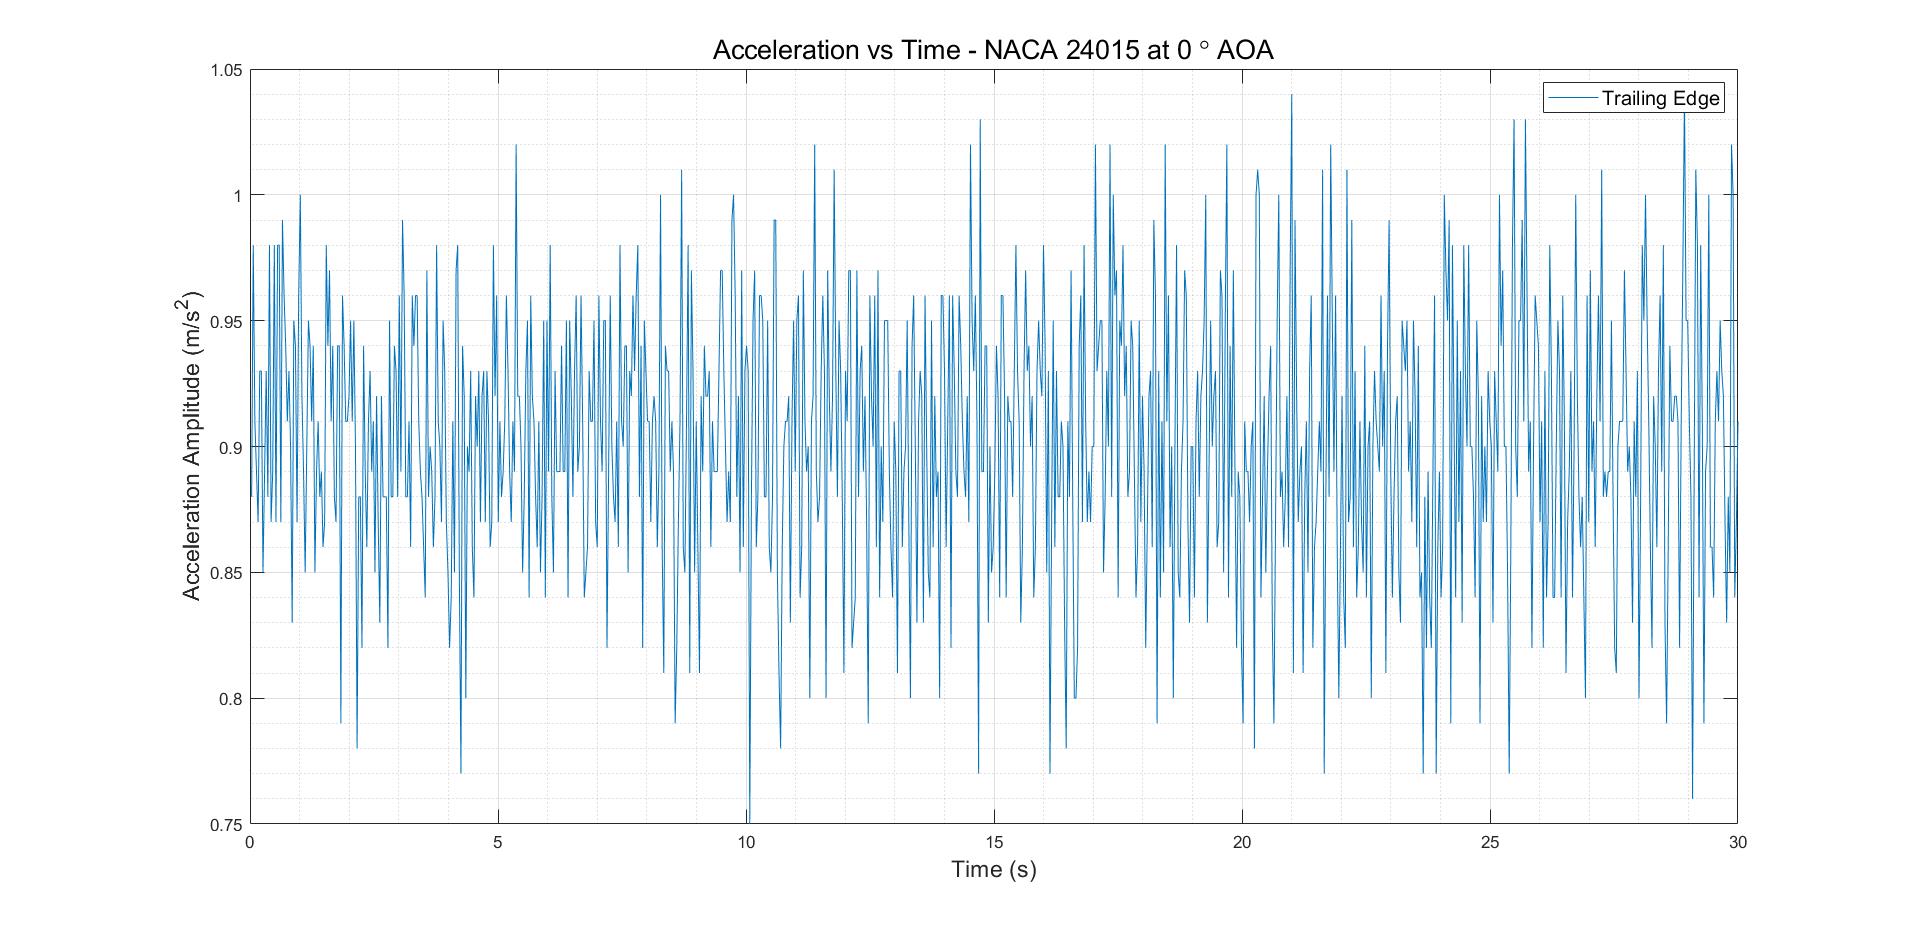 Acceleration vs Time - NACA 24015 at 0 ° AOA
Trailing Edge
Acceleration Amplitude (m/s²)
1.05
1
0.95
0.9
0.85
0.8
0.75
0 5 10 15 20 25 30
Time (s)